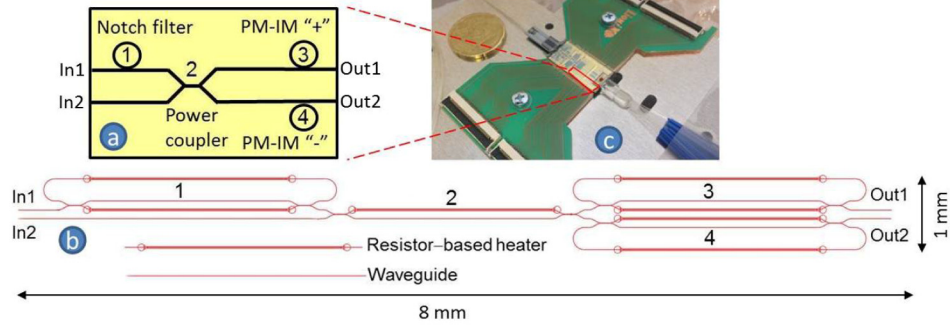 Notch filter PM-IM “+”
1 3
In1 2 Out1
In2 Out2
Power
coupler
4
PM-IM “-”
a
c
In1 1 2 3 Out1
In2 4 Out2
b
Resistor–based heater
Waveguide
1 mm
8 mm